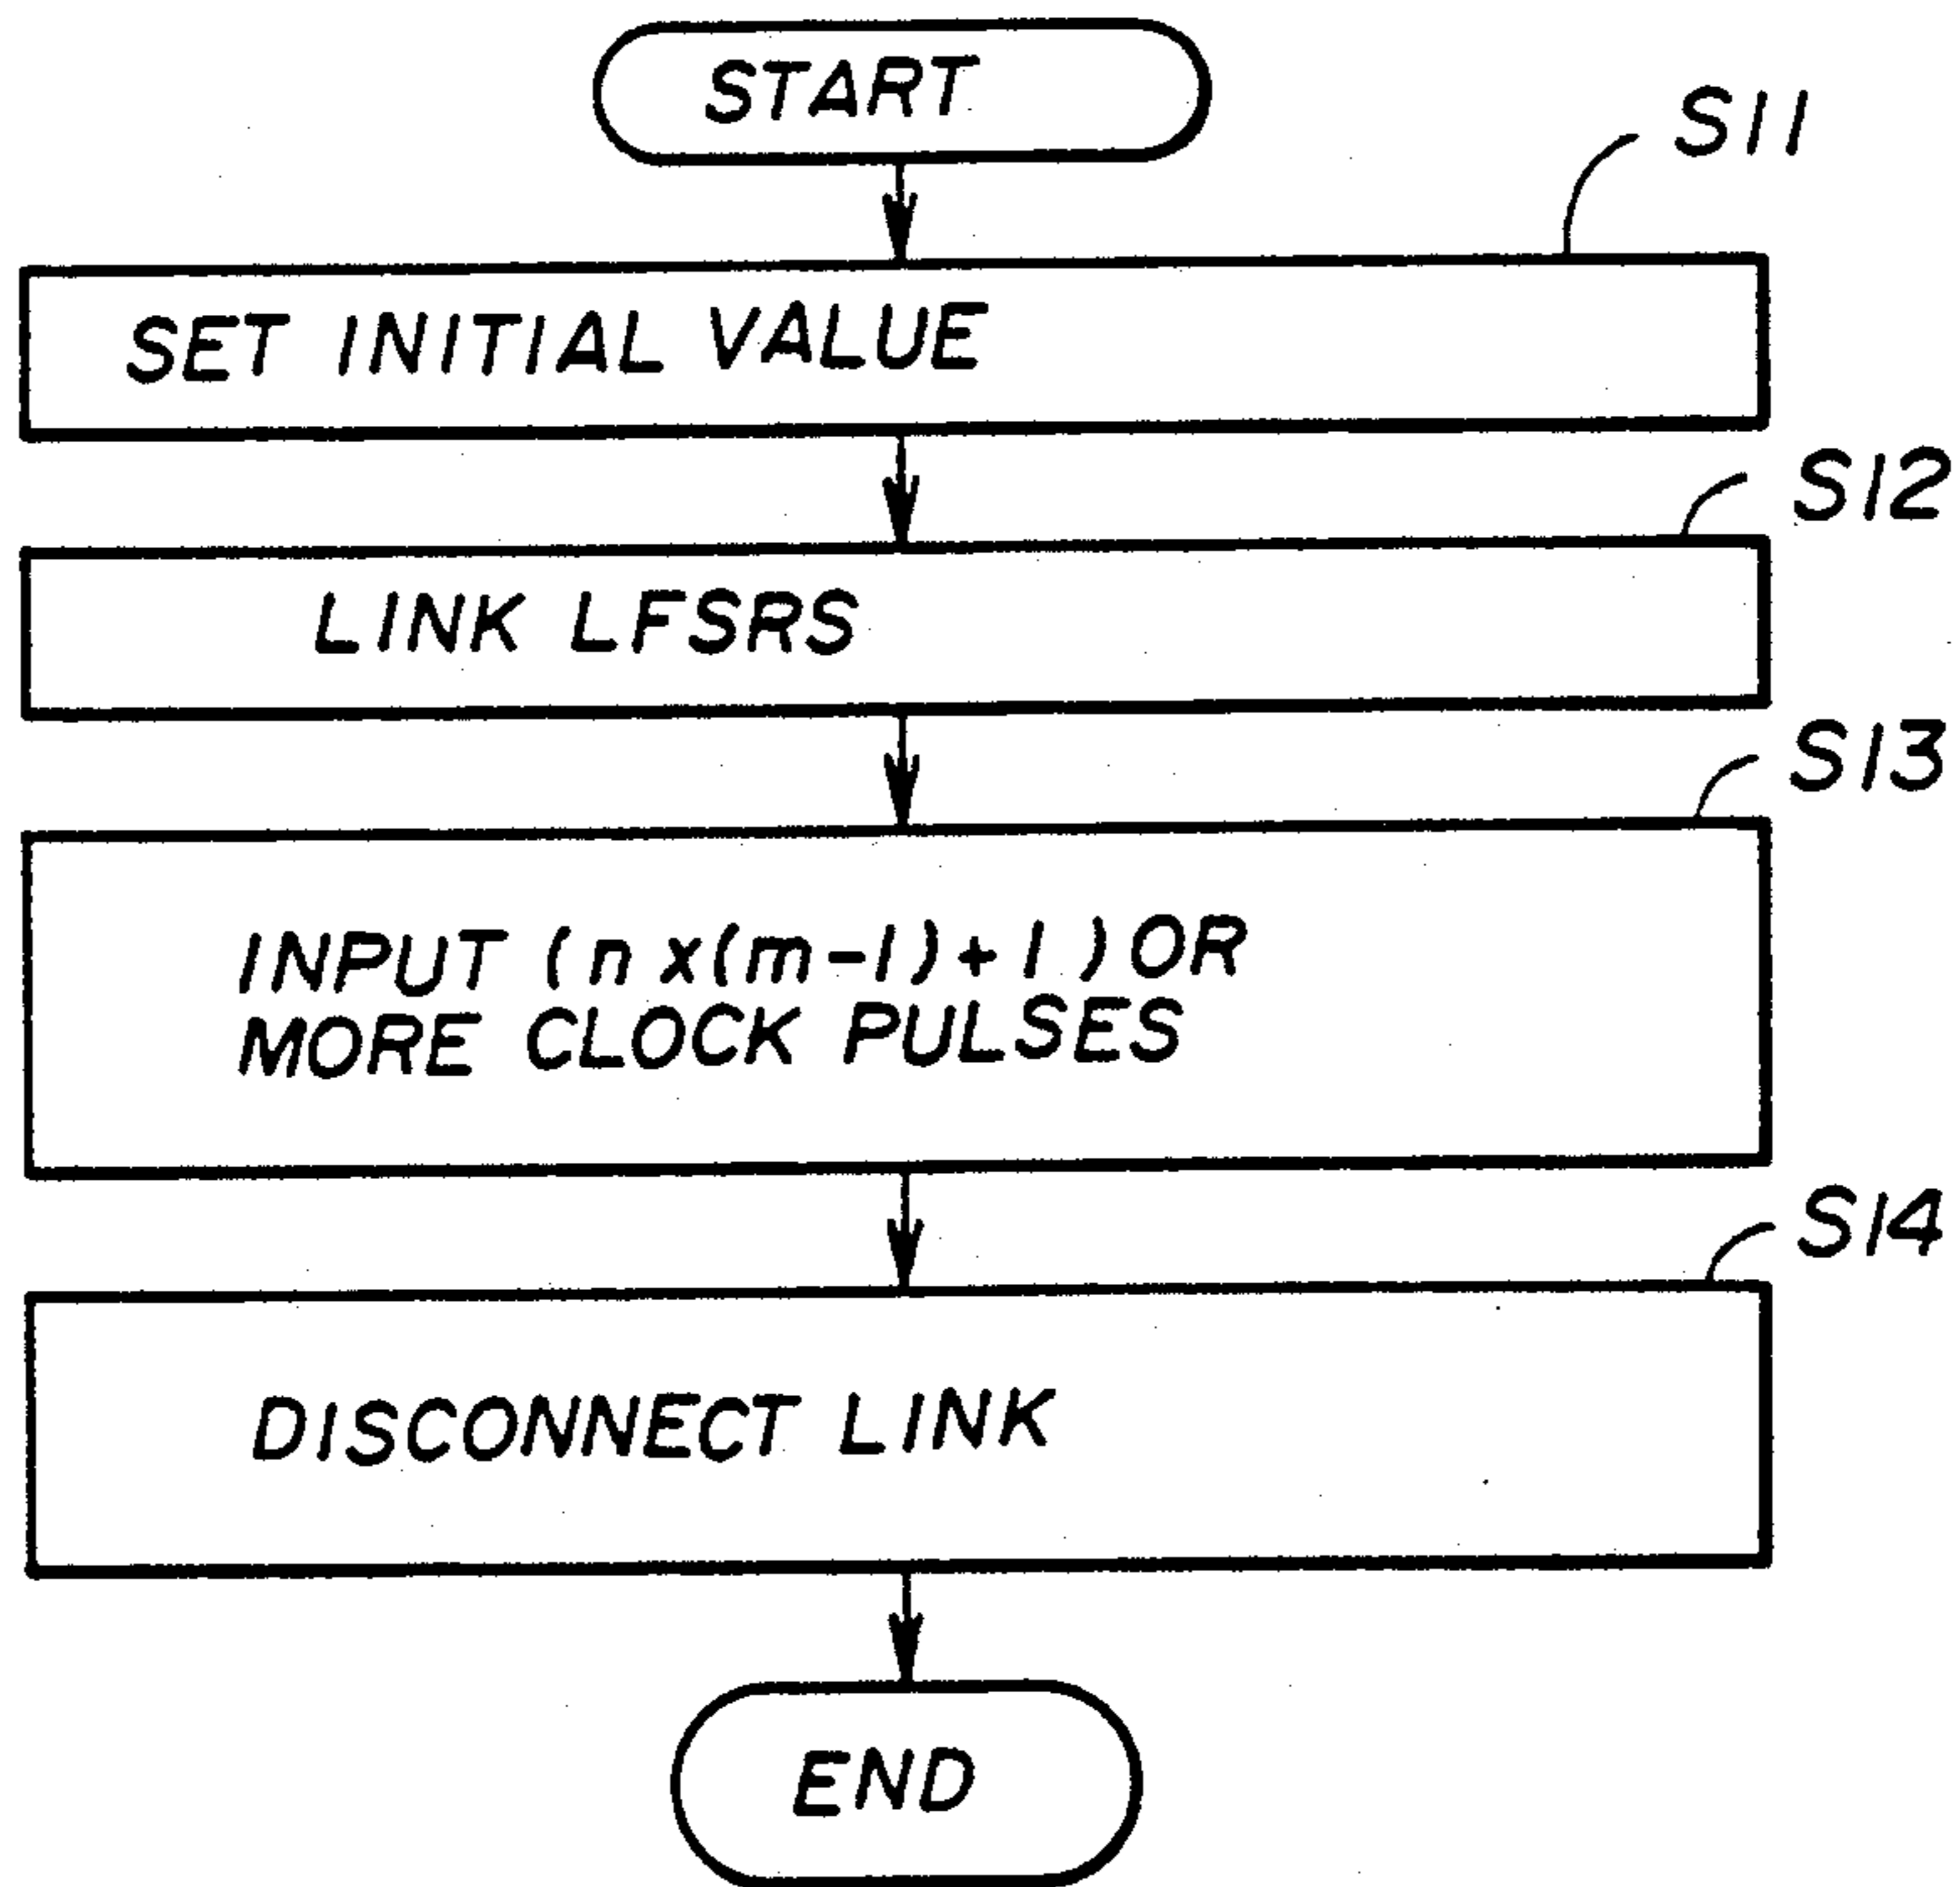 START
S11
SET INITIAL VALUE
S12
LINK LFSRS
S13
INPUT (n x(m-1)+1) OR
MORE CLOCK PULSES
S14
DISCONNECT LINK
END